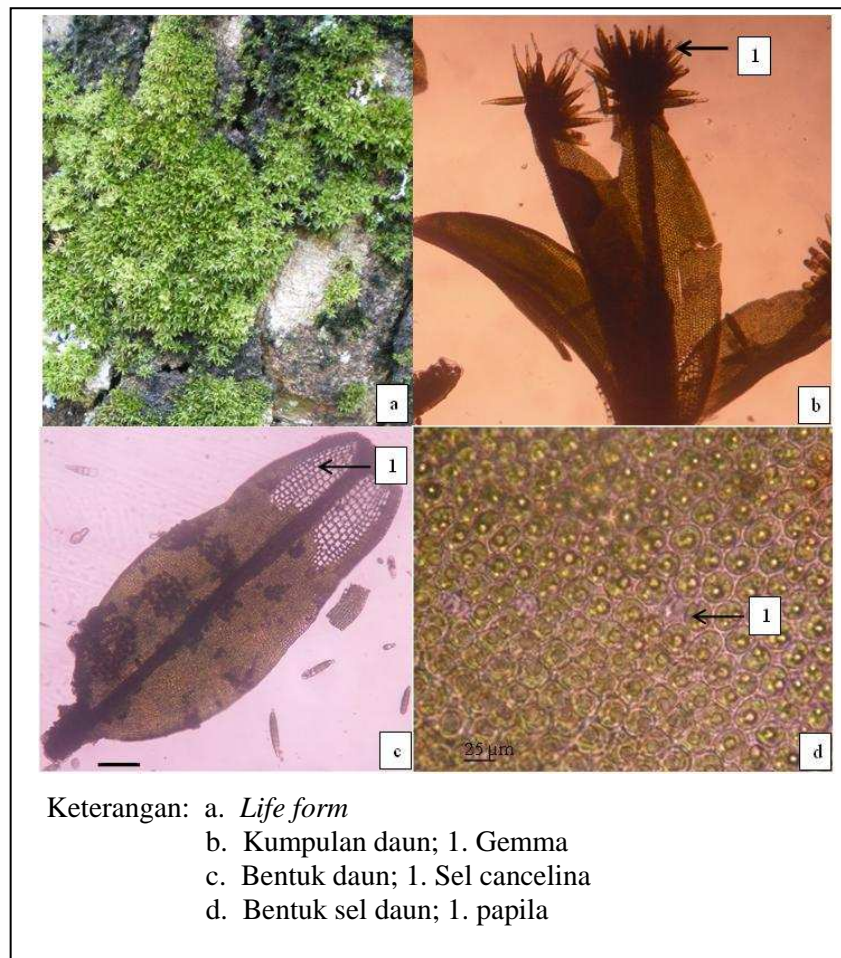 1
a
b
1
c
1
25 µm
d
Keterangan: a. Life form
b. Kumpulan daun; 1. Gemma
c. Bentuk daun; 1. Sel cancelina
d. Bentuk sel daun; 1. papila